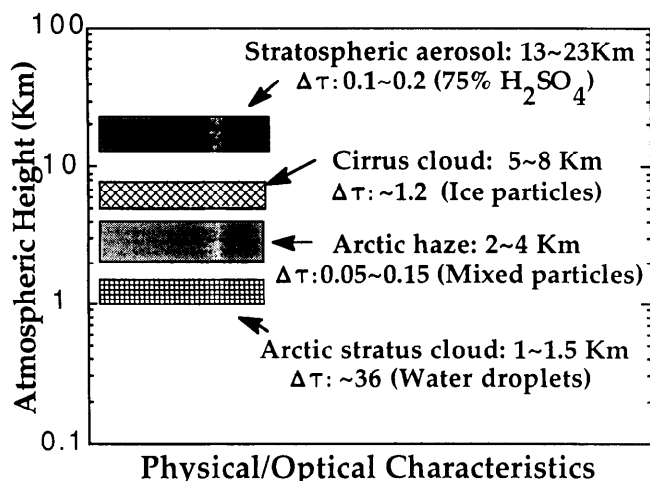 100
Stratospheric aerosol: 13~23Km
Δτ: 0.1~0.2 (75% H2SO4)
Atmospheric Height (Km)
10
Cirrus cloud: 5~8 Km
Δτ: ~1.2 (Ice particles)
Arctic haze: 2~4 Km
Δτ:0.05~0.15 (Mixed particles)
1
Arctic stratus cloud: 1~1.5 Km
Δτ: ~36 (Water droplets)
0.1
Physical/Optical Characteristics